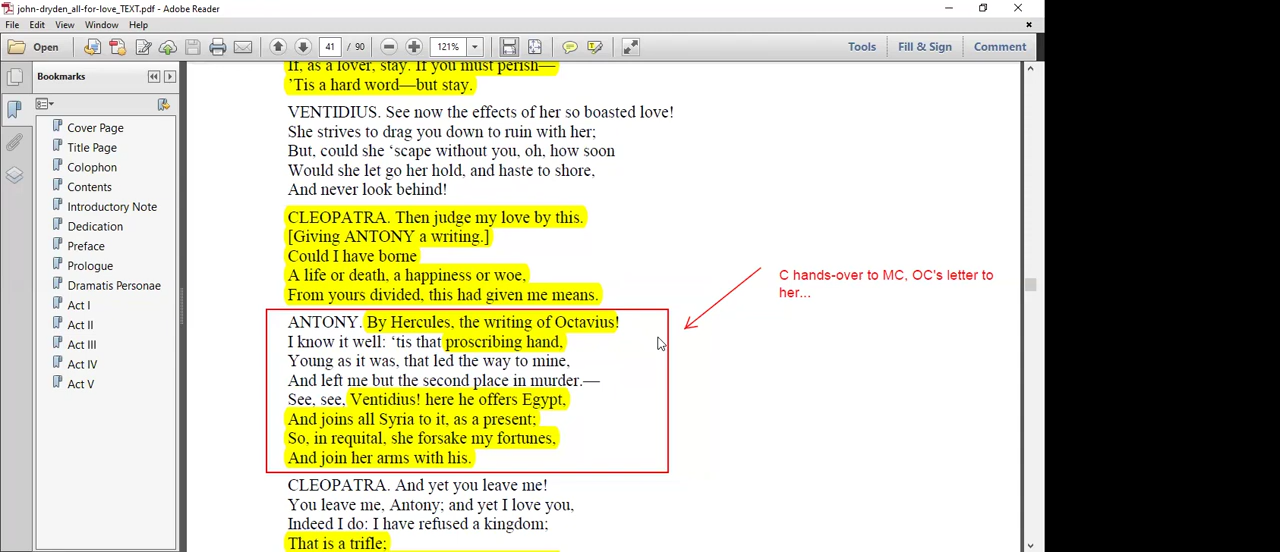 john-dryden_all-for-love_TEXT.pdf - Adobe Reader
File Edit View Window Help
Open 41 / 90 121% Tools Fill & Sign Comment
Bookmarks
Cover Page
Title Page
Colophon
Contents
Introductory Note
Dedication
Preface
Prologue
Dramatis Personae
Act I
Act II
Act III
Act IV
Act V
If, as a lover, stay. If you must perish—
’Tis a hard word—but stay.
VENTIDIUS. See now the effects of her so boasted love!
She strives to drag you down to ruin with her;
But, could she ‘scape without you, oh, how soon
Would she let go her hold, and haste to shore,
And never look behind!
CLEOPATRA. Then judge my love by this.
[Giving ANTONY a writing.]
Could I have borne
A life or death, a happiness or woe,
From yours divided, this had given me means.
ANTONY. By Hercules, the writing of Octavius!
I know it well: ‘tis that proscribing hand,
Young as it was, that led the way to mine,
And left me but the second place in murder.—
See, see, Ventidius! here he offers Egypt,
And joins all Syria to it, as a present;
So, in requital, she forsake my fortunes,
And join her arms with his.
CLEOPATRA. And yet you leave me!
You leave me, Antony; and yet I love you,
Indeed I do: I have refused a kingdom;
That is a trifle;
C hands-over to MC, OC's letter to
her...